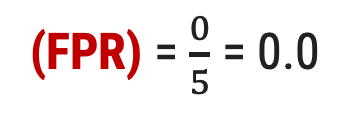 (FPR) = 0/5 = 0.0